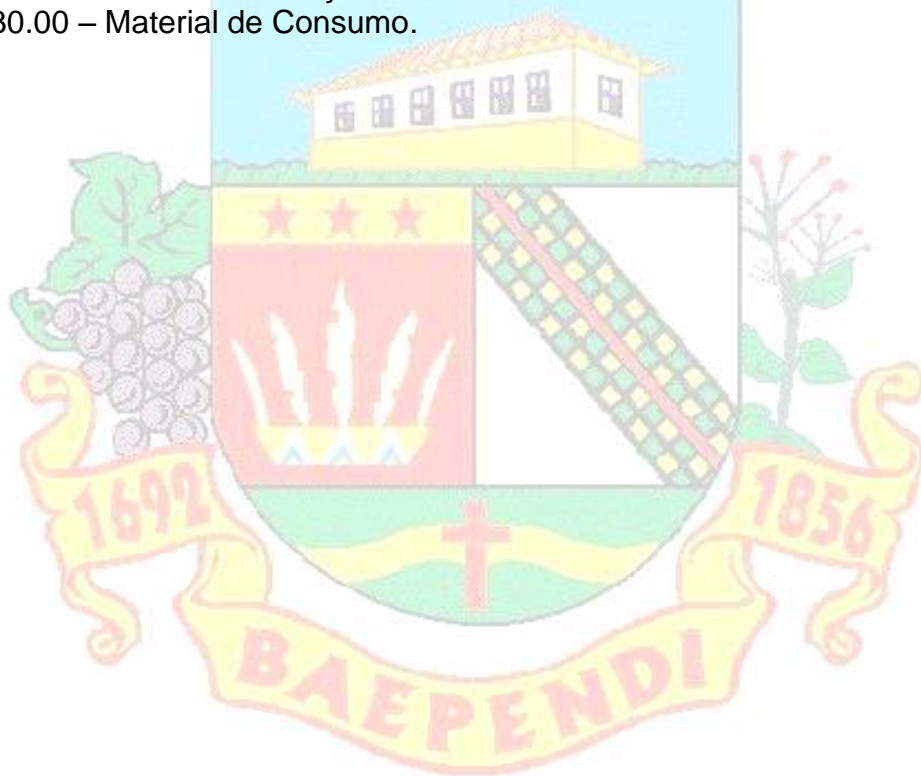 30.00 – Material de Consumo.
1692
1856
BAEPENDI